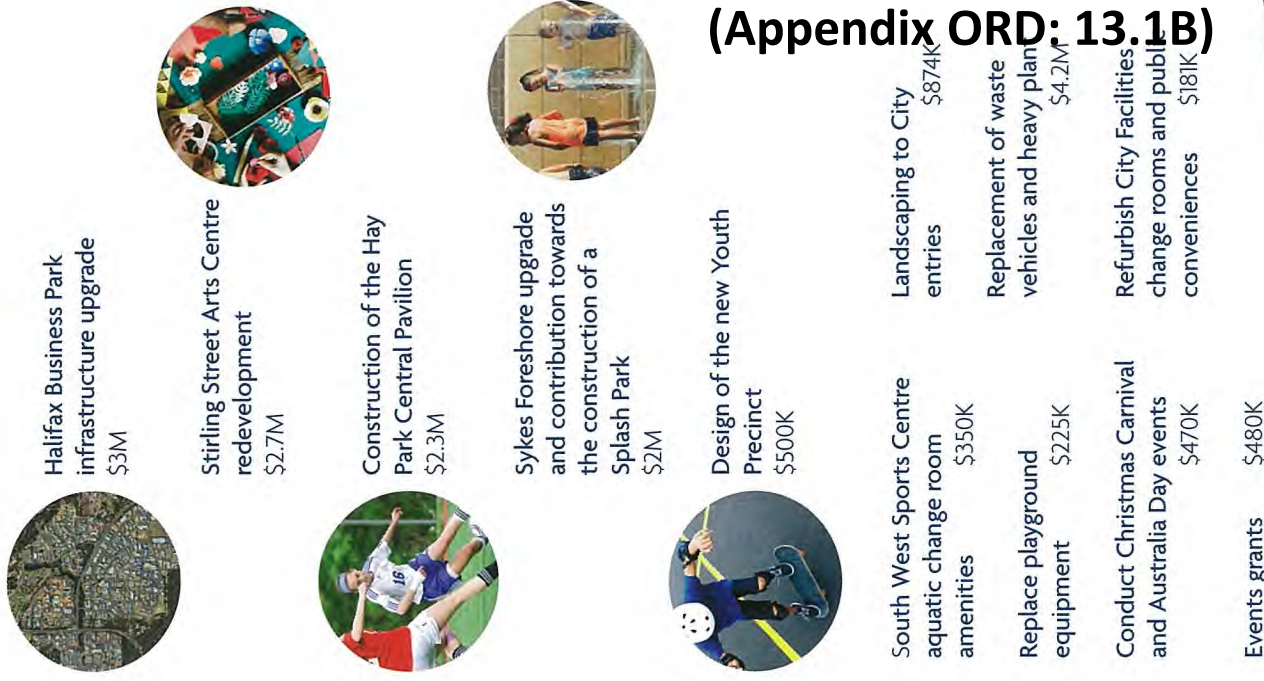 (Appendix ORD: 13.1B)
Halifax Business Park
infrastructure upgrade
$3M
Stirling Street Arts Centre
redevelopment
$2.7M
Construction of the Hay
Park Central Pavilion
$2.3M
Sykes Foreshore upgrade
and contribution towards
the construction of a
Splash Park
$2M
Design of the new Youth
Precinct
$500K
South West Sports Centre
aquatic change room
amenities $350K
Replace playground
equipment $225K
Conduct Christmas Carnival
and Australia Day events
$470K
Events grants $480K
Landscaping to City
entries $874K
Replacement of waste
vehicles and heavy plant
$4.2M
Refurbish City Facilities
change rooms and public
conveniences $181K